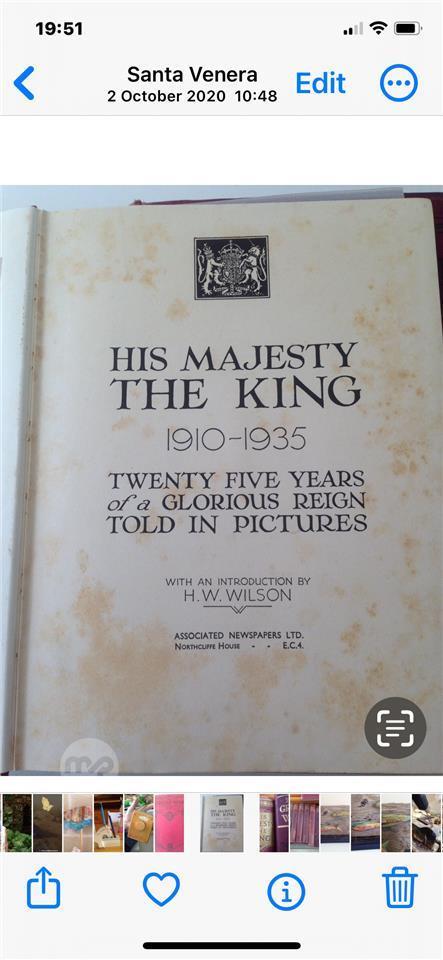 19:51
Santa Venera
2 October 2020 10:48
Edit
HIS MAJESTY
THE KING
1910-1935
TWENTY FIVE YEARS
of a GLORIOUS REIGN
TOLD IN PICTURES
WITH AN INTRODUCTION BY
H. W. WILSON
ASSOCIATED NEWSPAPERS LTD.
NORTHCLIFFE HOUSE - - E.C.4.